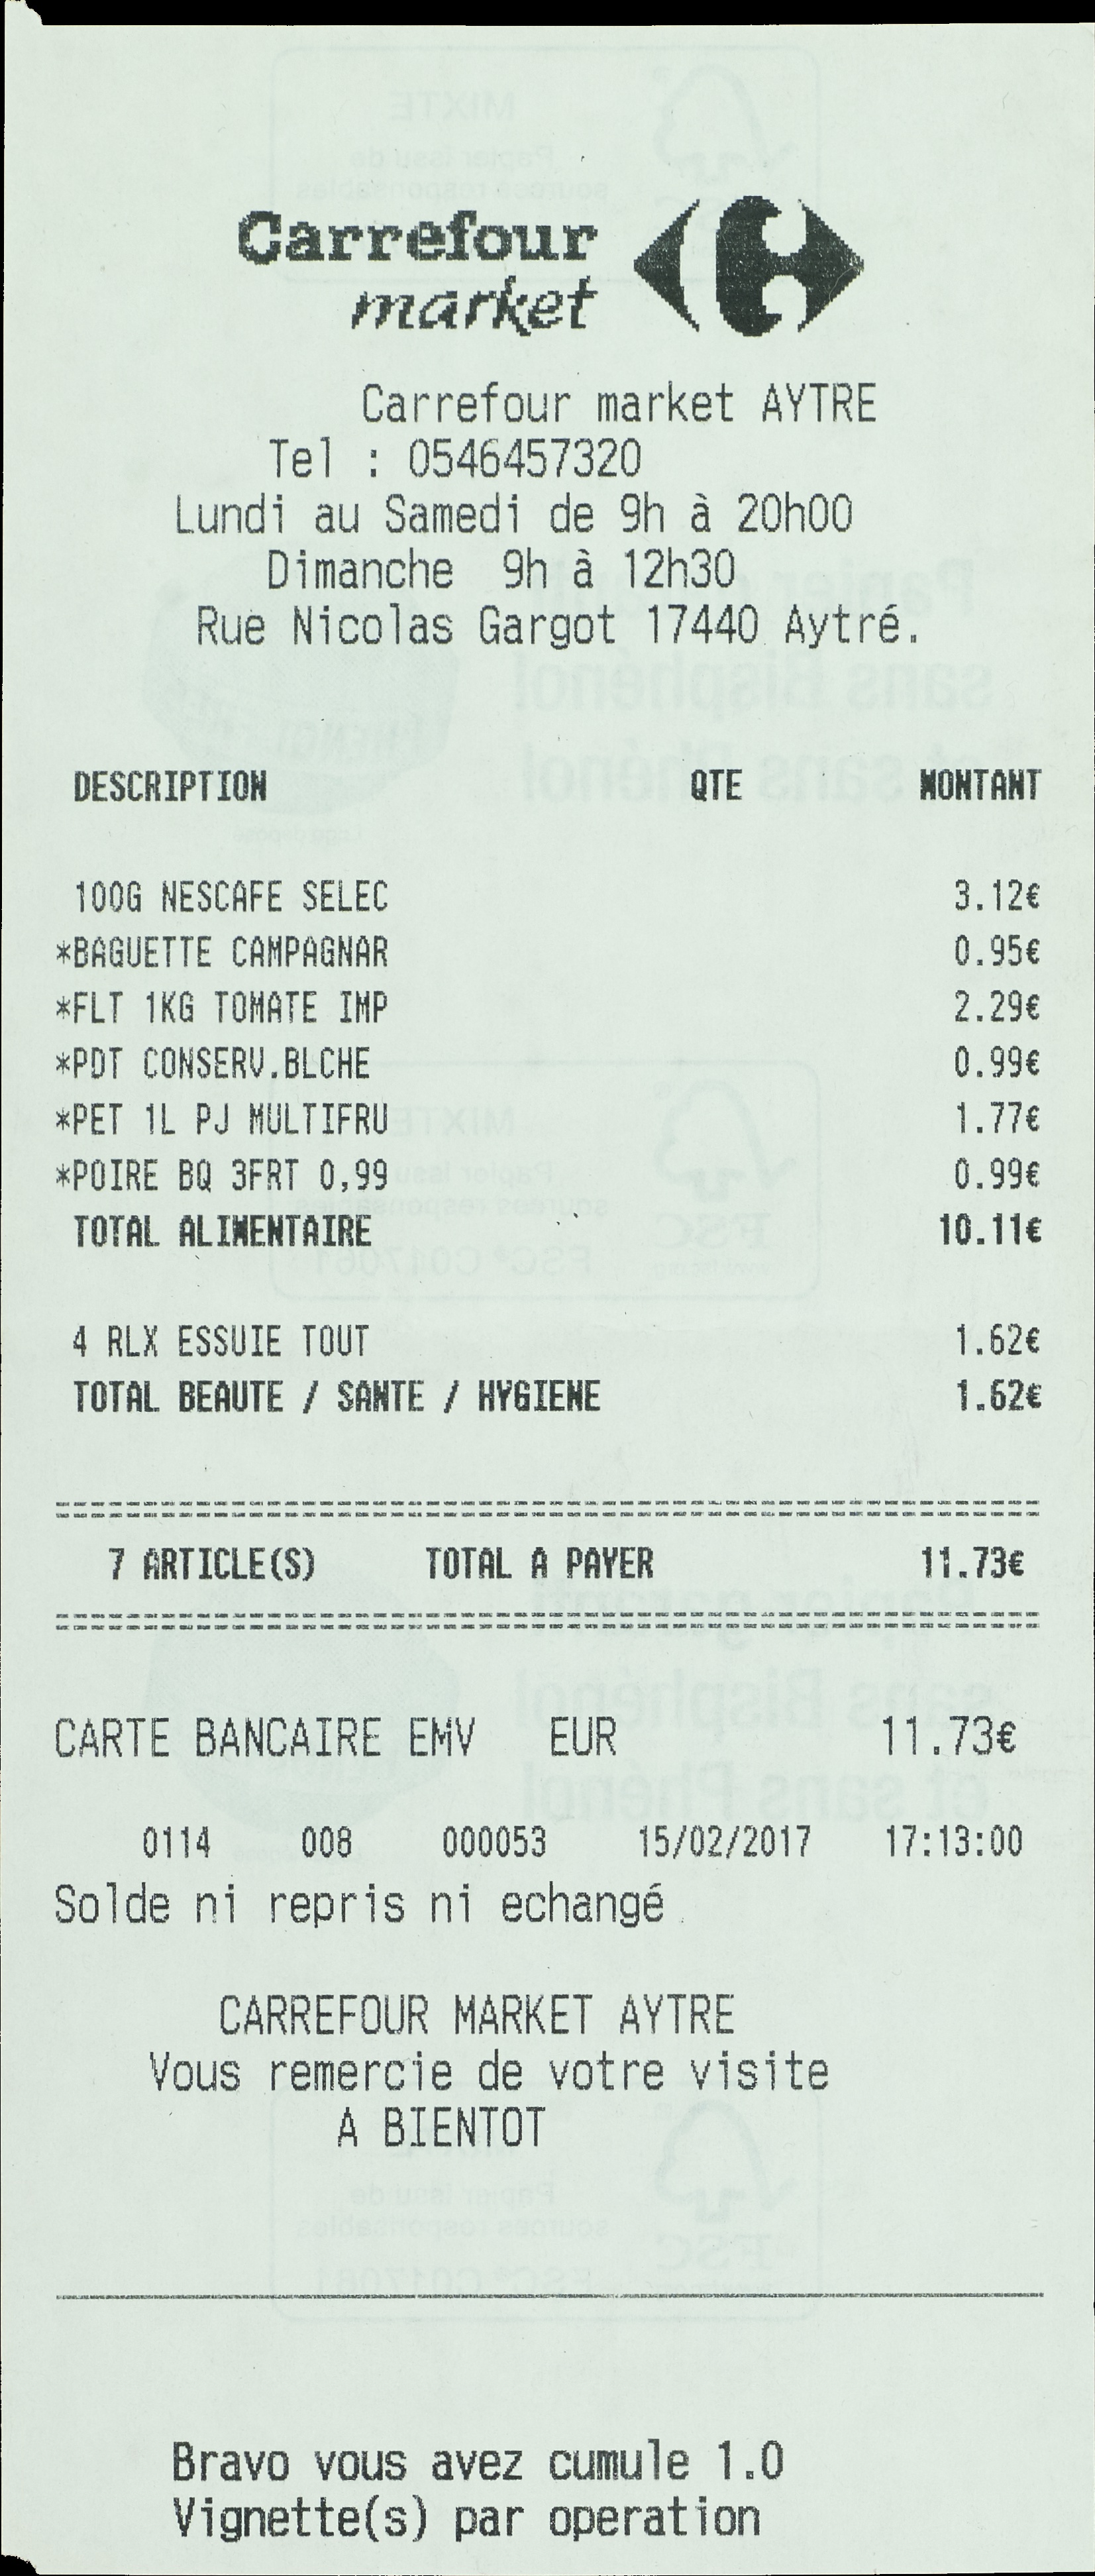 Carrefour
market
Carrefour market AYTRE
Tel : 0546457320
Lundi au Samedi de 9h à 20h00
Dimanche 9h à 12h30
Rue Nicolas Gargot 17440 Aytré.
DESCRIPTION QTE MONTANT
100G NESCAFE SELEC 3.12€
*BAGUETTE CAMPAGNAR 0.95€
*FLT 1KG TOMATE IMP 2.29€
*PDT CONSERV.BLCHE 0.99€
*PET 1L PJ MULTIFRU 1.77€
*POIRE BQ 3FRT 0,99 0.99€
TOTAL ALIMENTAIRE 10.11€
4 RLX ESSUIE TOUT 1.62€
TOTAL BEAUTE / SANTE / HYGIENE 1.62€
7 ARTICLE(S) TOTAL A PAYER 11.73€
CARTE BANCAIRE EMV EUR 11.73€
0114 008 000053 15/02/2017 17:13:00
Solde ni repris ni echangé
CARREFOUR MARKET AYTRE
Vous remercie de votre visite
A BIENTOT
Bravo vous avez cumule 1.0
Vignette(s) par operation